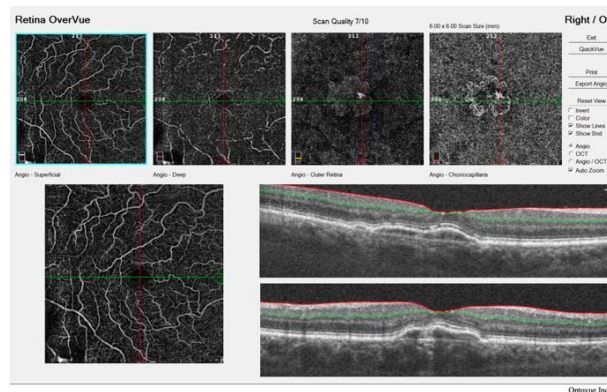 Retina OverVue
Scan Quality 7/10
6.00 x 6.00 Scan Size (mm)
Right / O
Exit
QuickVue
Print
Export Angio
Reset View
Invert
Color
Show Lines
Show Bnd
Angio
OCT
Angio / OCT
Auto Zoom
Angio - Superficial
Angio - Deep
Angio - Outer Retina
Angio - Choriocapillaris
Optovue Inc